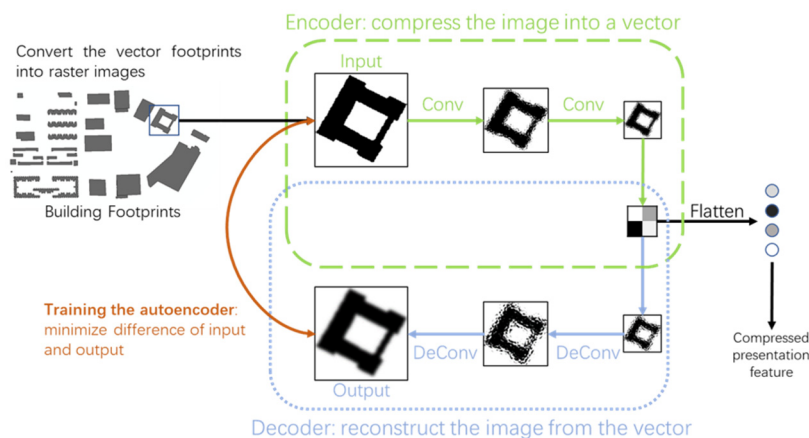 Encoder: compress the image into a vector
Convert the vector footprints
into raster images
Input
Conv
Conv
Building Footprints
Flatten
Training the autoencoder:
minimize difference of input
and output
DeConv
DeConv
Output
Compressed
presentation
feature
Decoder: reconstruct the image from the vector